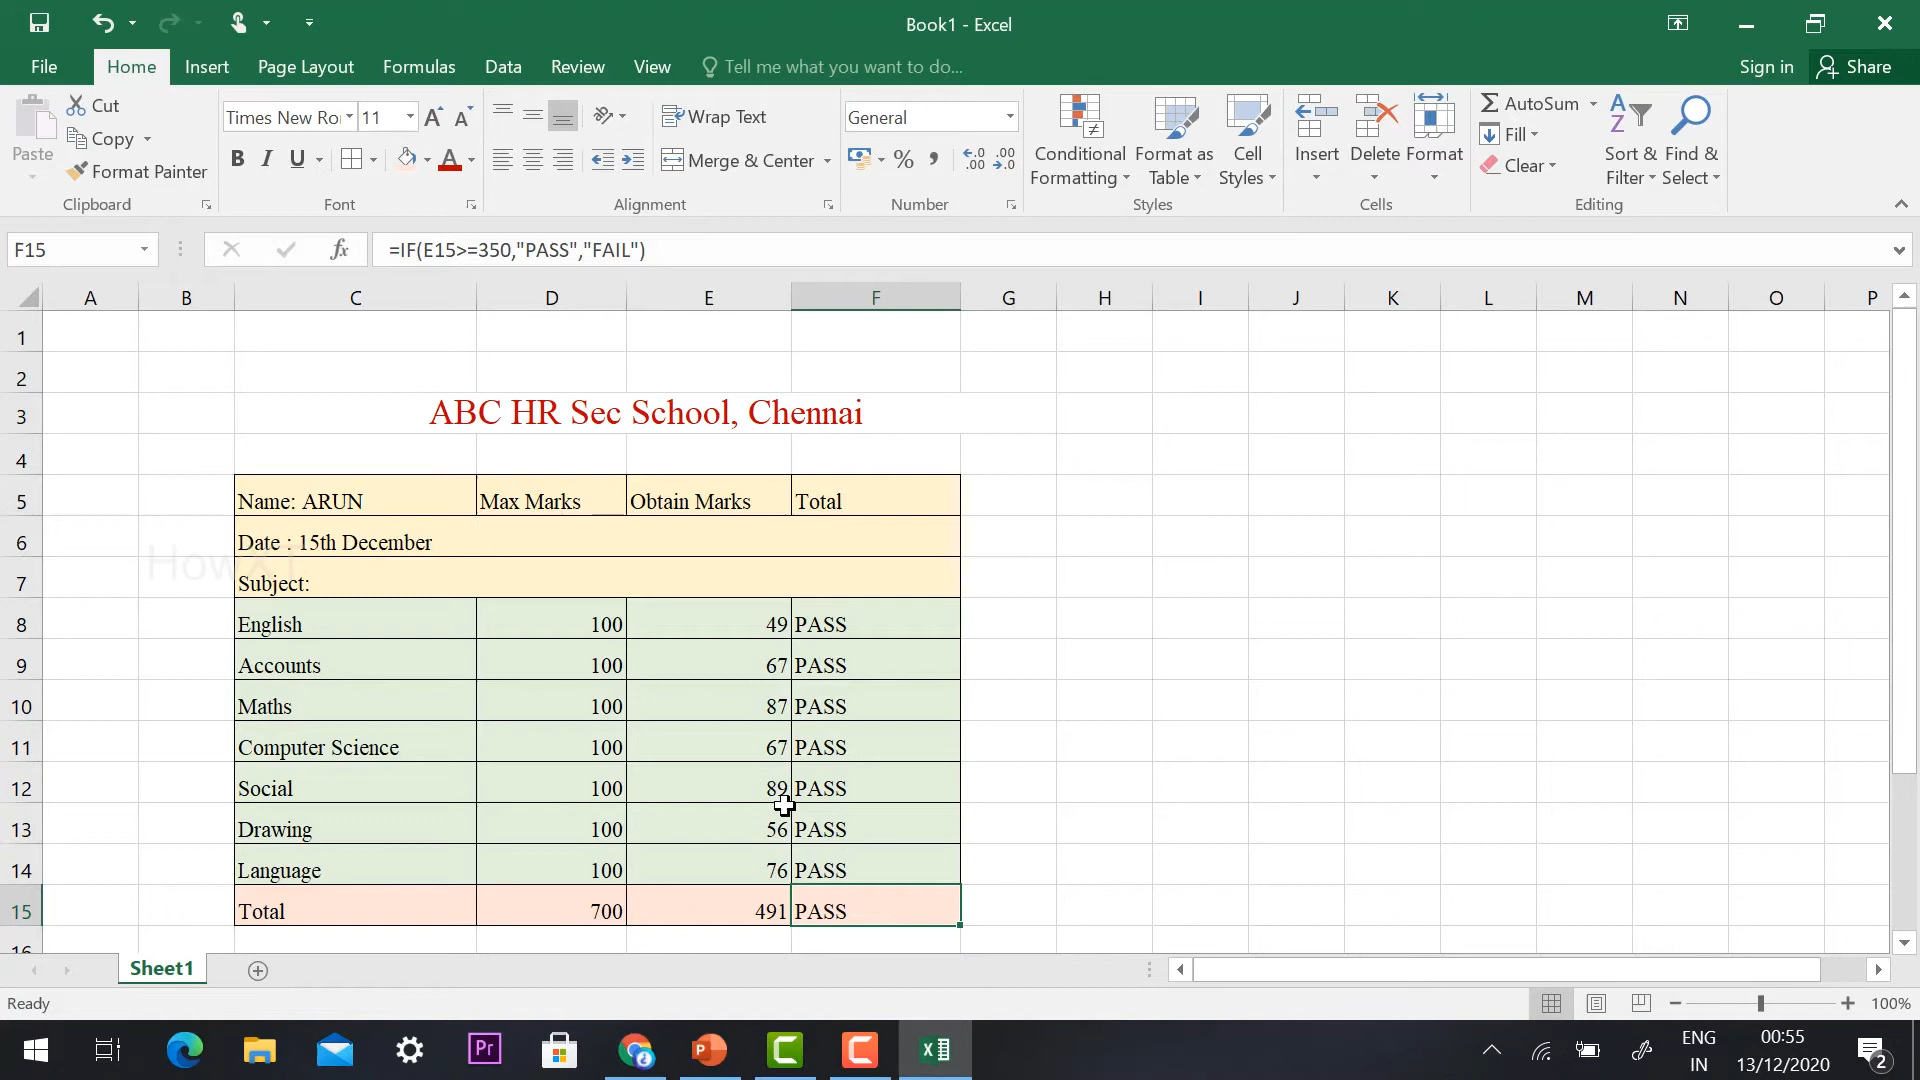 Book1 - Excel
File Home Insert Page Layout Formulas Data Review View Tell me what you want to do... Sign in Share
Paste Cut Copy Format Painter
Clipboard
Times New Ro 11
B I U A
Font
Wrap Text
Merge & Center
Alignment
General
Number
Conditional Formatting Format as Table Cell Styles
Styles
Insert Delete Format
Cells
AutoSum Fill Clear
Sort & Filter Find & Select
Editing
F15 fx =IF(E15>=350,"PASS","FAIL")
A B C D E F G H I J K L M N O P
1
2
3 ABC HR Sec School, Chennai
4
5 Name: ARUN Max Marks Obtain Marks Total
6 Date : 15th December
7 Subject:
8 English 100 49 PASS
9 Accounts 100 67 PASS
10 Maths 100 87 PASS
11 Computer Science 100 67 PASS
12 Social 100 89 PASS
13 Drawing 100 56 PASS
14 Language 100 76 PASS
15 Total 700 491 PASS
16
Sheet1
Ready 100%
ENG 00:55
IN 13/12/2020 2